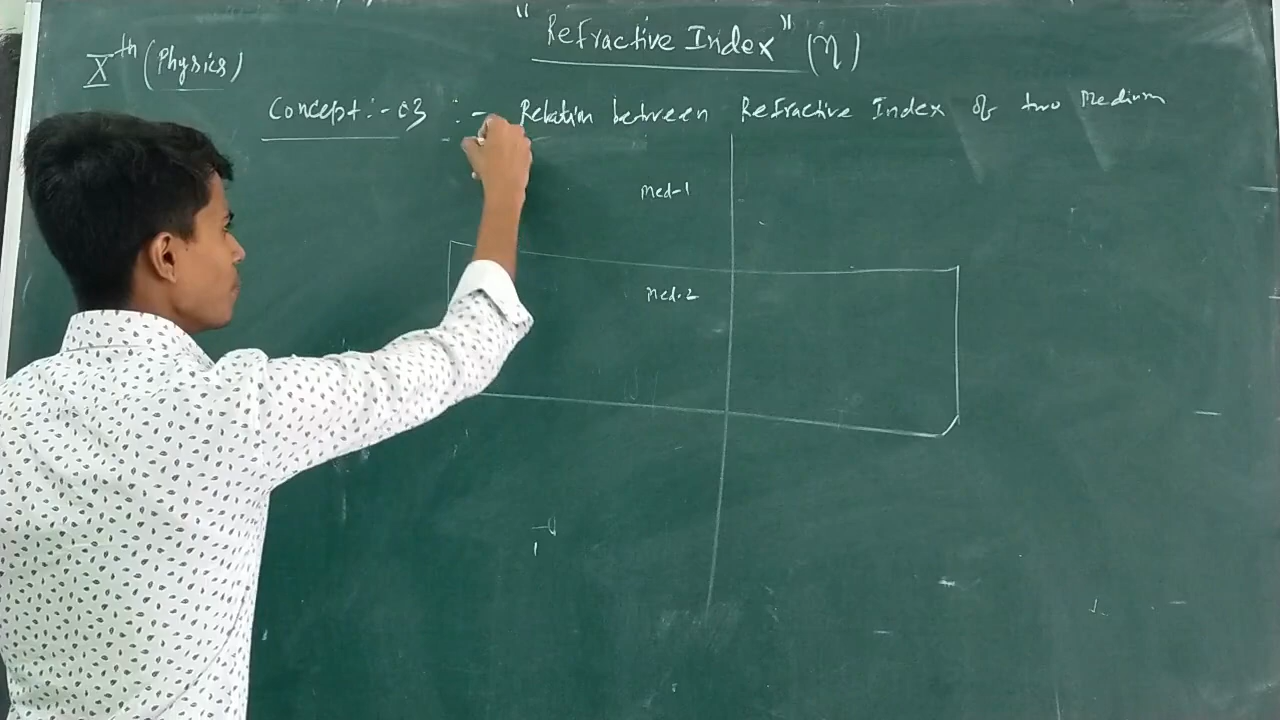 "Refractive Index" (η)
Xth (Physics)
Concept :- 03 :- Relation between Refractive Index of two Medium
Med-1
Med-2